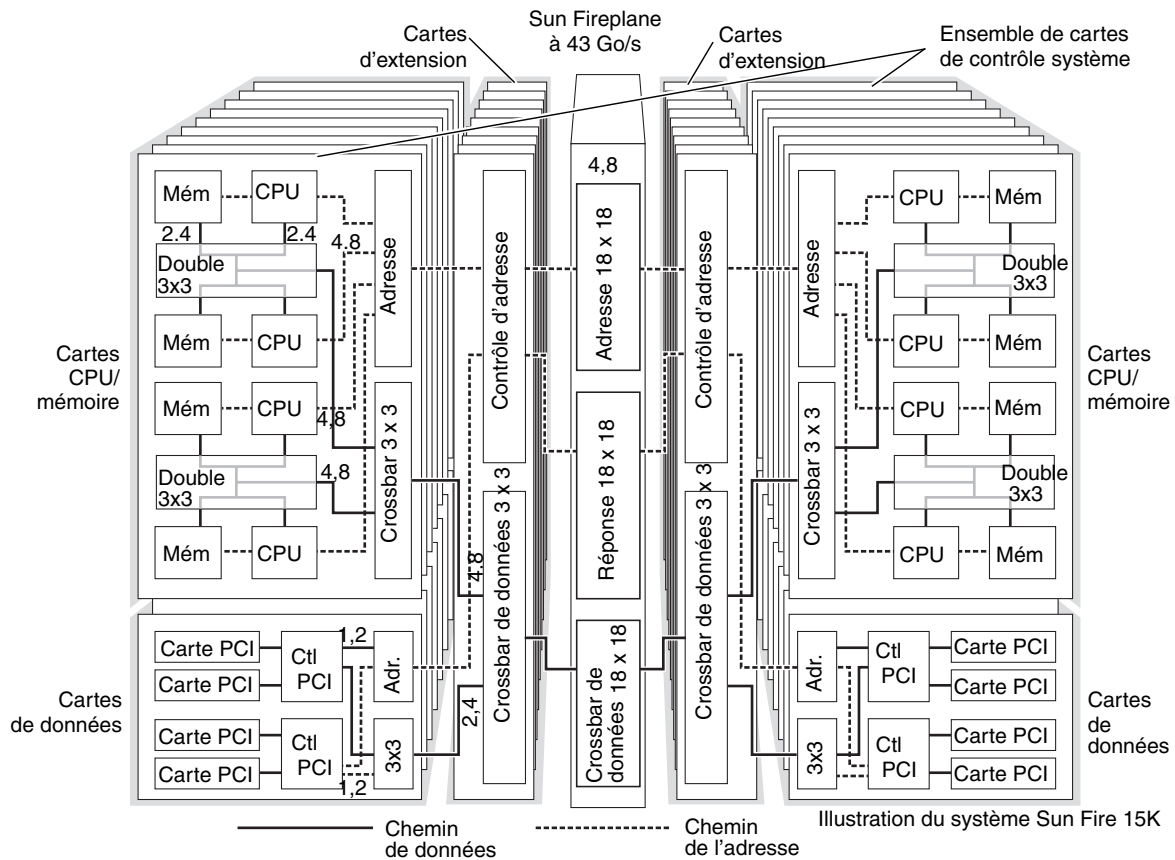 Sun Fireplane
à 43 Go/s
Cartes
d'extension
Cartes
d'extension
Ensemble de cartes
de contrôle système
4,8
Mém
CPU
2.4
2.4
4.8
Double
3x3
Mém
CPU
Mém
CPU
4,8
Double
3x3
4,8
Mém
CPU
Adresse
Crossbar 3 x 3
Cartes
CPU/
mémoire
Contrôle d'adresse
Crossbar de données 3 x 3
4.8
2,4
Adresse 18 x 18
Réponse 18 x 18
Crossbar de
données 18 x 18
Contrôle d'adresse
Crossbar de données 3 x 3
Adresse
Crossbar 3 x 3
CPU
Mém
Double
3x3
CPU
Mém
CPU
Mém
Double
3x3
CPU
Mém
Cartes
CPU/
mémoire
Cartes
de données
Carte PCI
Carte PCI
Carte PCI
Carte PCI
Ctl
PCI
Ctl
PCI
1,2
1,2
Adr.
3x3
Adr.
3x3
Ctl
PCI
Ctl
PCI
Carte PCI
Carte PCI
Carte PCI
Carte PCI
Cartes
de
données
Illustration du système Sun Fire 15K
Chemin
de données
Chemin
de l'adresse